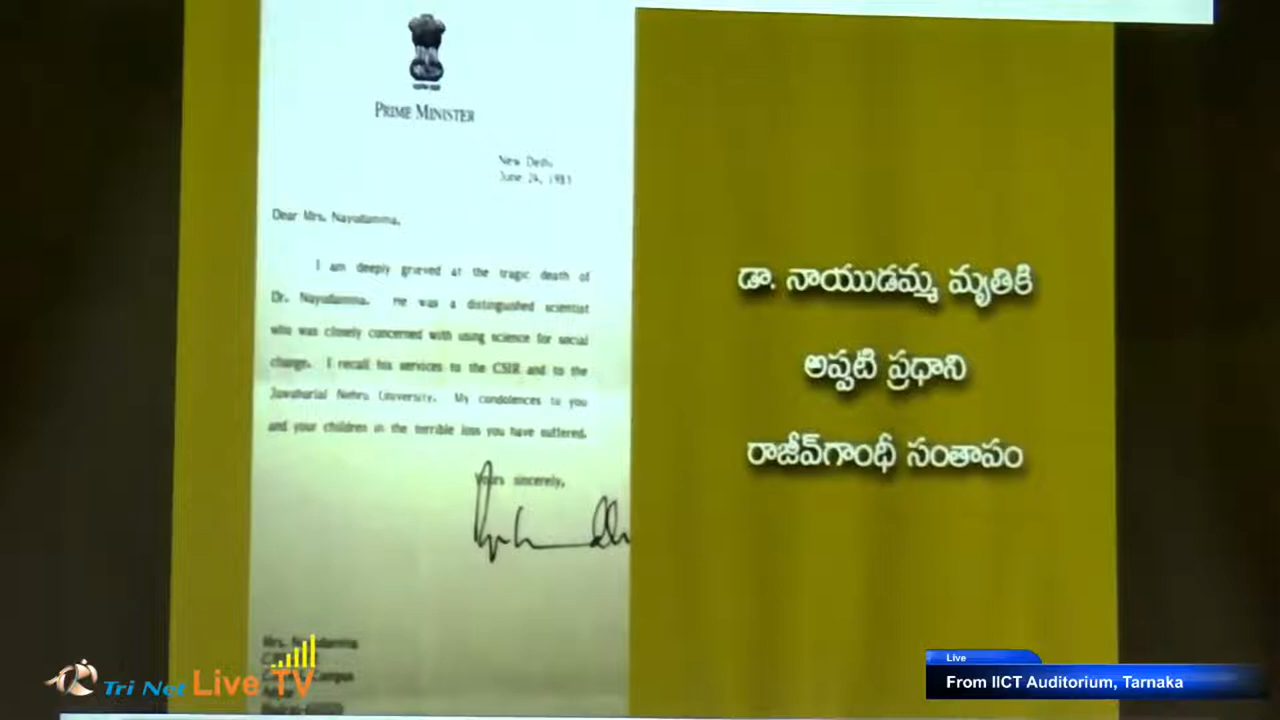 PRIME MINISTER
New Delhi
June 24,
Dear Mrs. Nayudamma,
I am deeply grieved at the tragic death of
Dr. Nayudamma. He was a distinguished scientist
who was closely concerned with using science for social
change. I recall his services to the CSIR and to the
Jawaharlal Nehru University. My condolences to you
and your children in the terrible loss you have suffered.
Yours sincerely,
Mrs. Nayudamma
Campus
డా. నాయుడమ్మ మృతికి
అప్పటి ప్రధాని
రాజీవ్‌గాంధీ సంతాపం
Tri Net Live TV
Live
From IICT Auditorium, Tarnaka